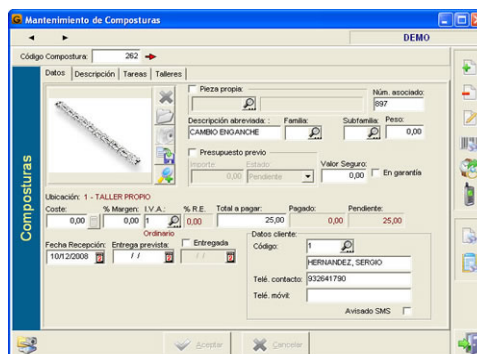 Mantenimiento de Composturas
DEMO
Código Compostura: 262
Datos Descripción Tareas Talleres
Pieza propia:
Núm. asociado:
897
Descripción abreviada: : Familia: Subfamilia: Peso:
CAMBIO ENGANCHE 0,00
Presupuesto previo
Importe: Estado: Valor Seguro:
0,00 Pendiente 0,00 En garantía
Composturas
Ubicación: 1 - TALLER PROPIO
Coste: % Margen: I.V.A.: % R.E. Total a pagar: Pagado: Pendiente:
0,00 0,00 1 0,00 25,00 0,00 25,00
Ordinario
Fecha Recepción: Entrega prevista: Entregada
10/12/2008 / / / /
Datos cliente:
Código: 1
HERNANDEZ, SERGIO
Telé. contacto: 932641790
Telé. móvil:
Avisado SMS
Aceptar Cancelar